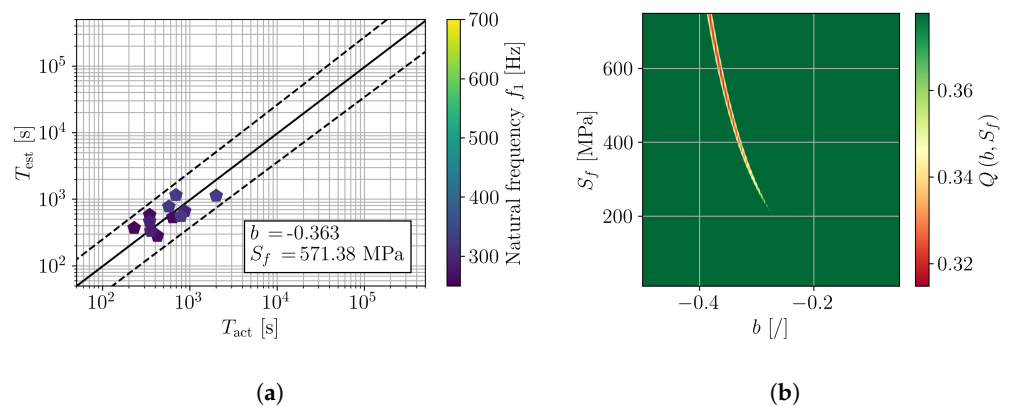 10^5
10^4
10^3
10^2
T_est [s]
10^2 10^3 10^4 10^5
T_act [s]
b = -0.363
S_f = 571.38 MPa
700
600
500
400
300
Natural frequency f_1 [Hz]
(a)
600
400
200
S_f [MPa]
−0.4 −0.2
b [/]
0.36
0.34
0.32
Q (b, S_f)
(b)